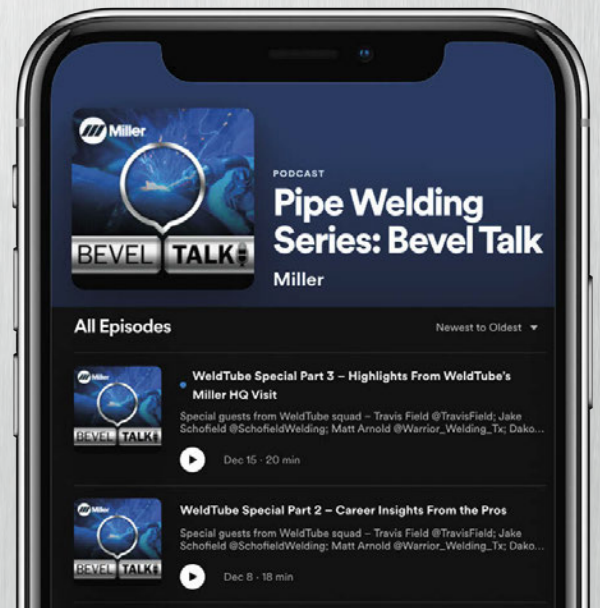 Miller
BEVEL TALK
PODCAST
Pipe Welding
Series: Bevel Talk
Miller
All Episodes
Newest to Oldest
Miller
BEVEL TALK
WeldTube Special Part 3 – Highlights From WeldTube's
Miller HQ Visit
Special guests from WeldTube squad – Travis Field @TravisField; Jake
Schofield @SchofieldWelding; Matt Arnold @Warrior_Welding_Tx; Dako...
Dec 15 · 20 min
Miller
BEVEL TALK
WeldTube Special Part 2 – Career Insights From the Pros
Special guests from WeldTube squad – Travis Field @TravisField; Jake
Schofield @SchofieldWelding; Matt Arnold @Warrior_Welding_Tx; Dako...
Dec 8 · 18 min